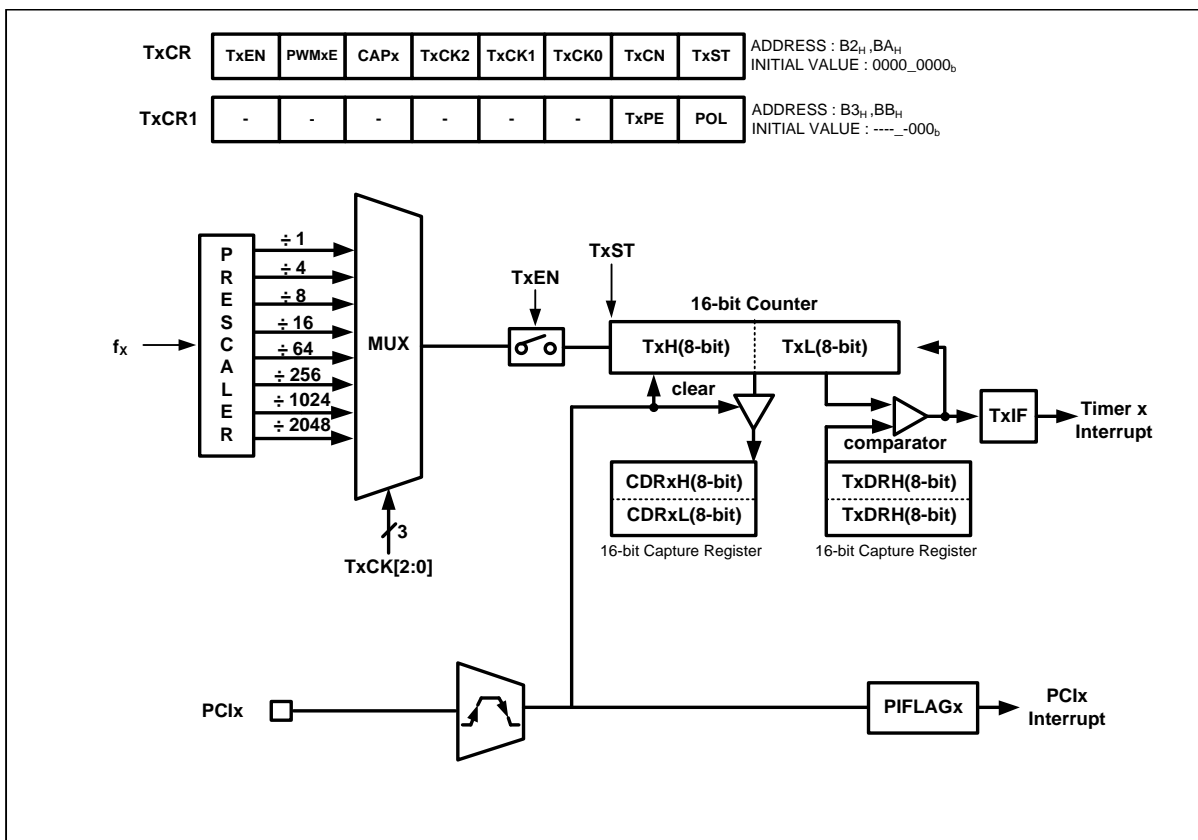 TxCR TxEN PWMxE CAPx TxCK2 TxCK1 TxCK0 TxCN TxST ADDRESS : B2H ,BAH
INITIAL VALUE : 0000_0000b
TxCR1 - - - - - - TxPE POL ADDRESS : B3H ,BBH
INITIAL VALUE : ----_-000b
fX
PRESCALER
÷ 1
÷ 4
÷ 8
÷ 16
÷ 64
÷ 256
÷ 1024
÷ 2048
MUX
3
TxCK[2:0]
TxEN
TxST
16-bit Counter
TxH(8-bit) TxL(8-bit)
clear
comparator
TxIF
Timer x
Interrupt
CDRxH(8-bit)
CDRxL(8-bit)
16-bit Capture Register
TxDRH(8-bit)
TxDRH(8-bit)
16-bit Capture Register
PCIx
PIFLAGx
PCIx
Interrupt